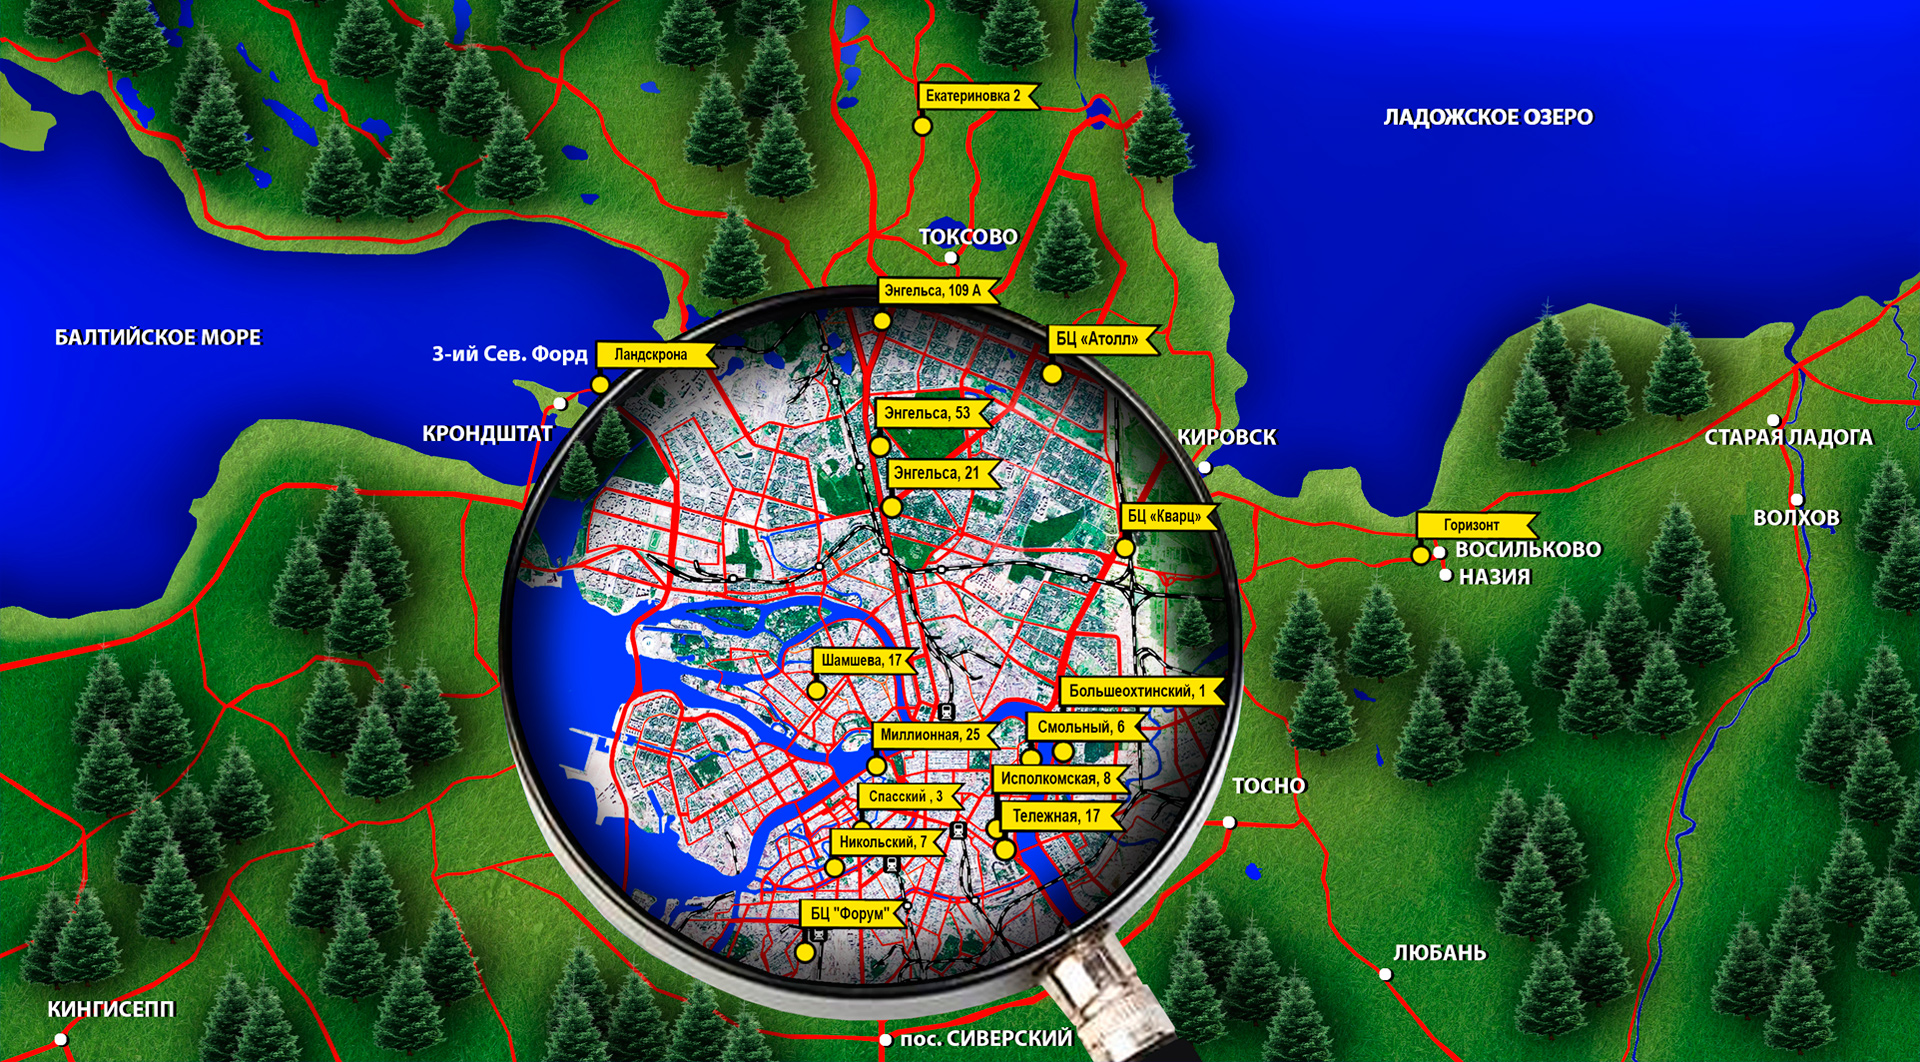 Екатериновка 2
ЛАДОЖСКОЕ ОЗЕРО
ТОКСОВО
Энгельса, 109 А
БАЛТИЙСКОЕ МОРЕ
БЦ «Атолл»
3-ий Сев. Форд
Ландскрона
Энгельса, 53
КРОНДШТАТ
КИРОВСК
СТАРАЯ ЛАДОГА
Энгельса, 21
БЦ «Кварц»
ВОЛХОВ
Горизонт
ВОСИЛЬКОВО
НАЗИЯ
Шамшева, 17
Большеохтинский, 1
Смольный, 6
Миллионная, 25
Исполкомская, 8
ТОСНО
Спасский , 3
Тележная, 17
Никольский, 7
БЦ "Форум"
ЛЮБАНЬ
КИНГИСЕПП
пос. СИВЕРСКИЙ